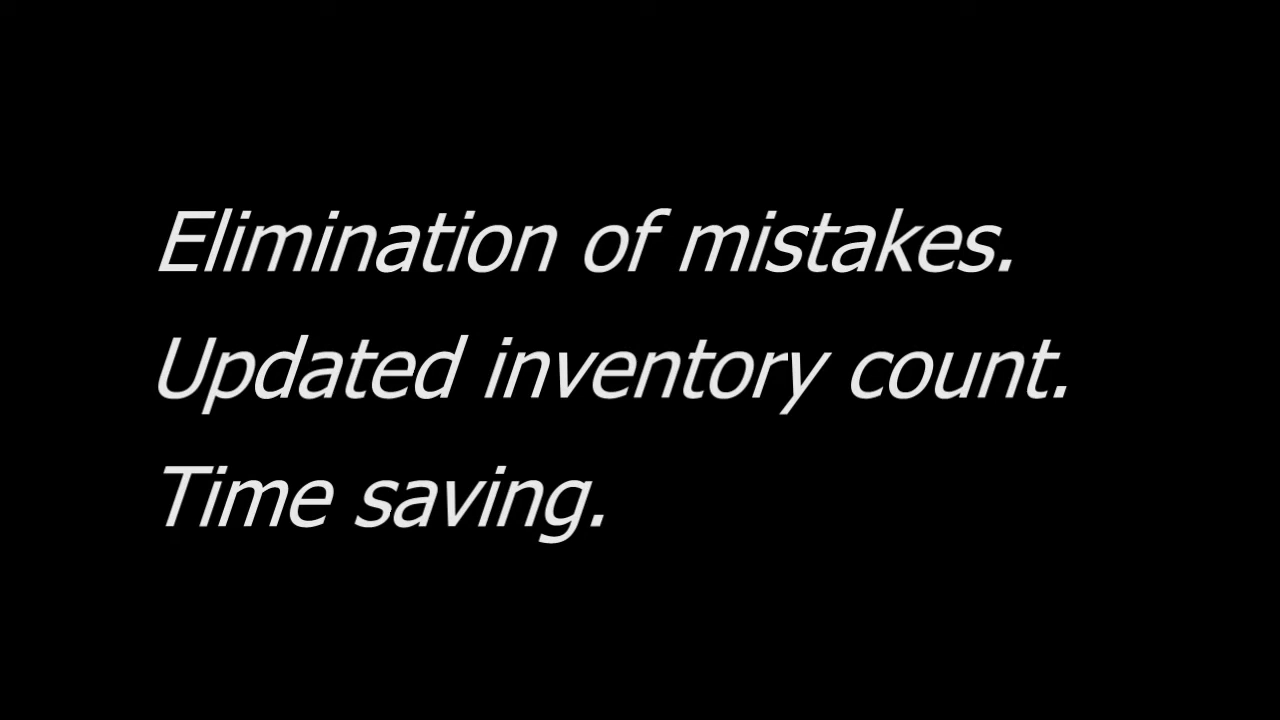 Elimination of mistakes.
Updated inventory count.
Time saving.